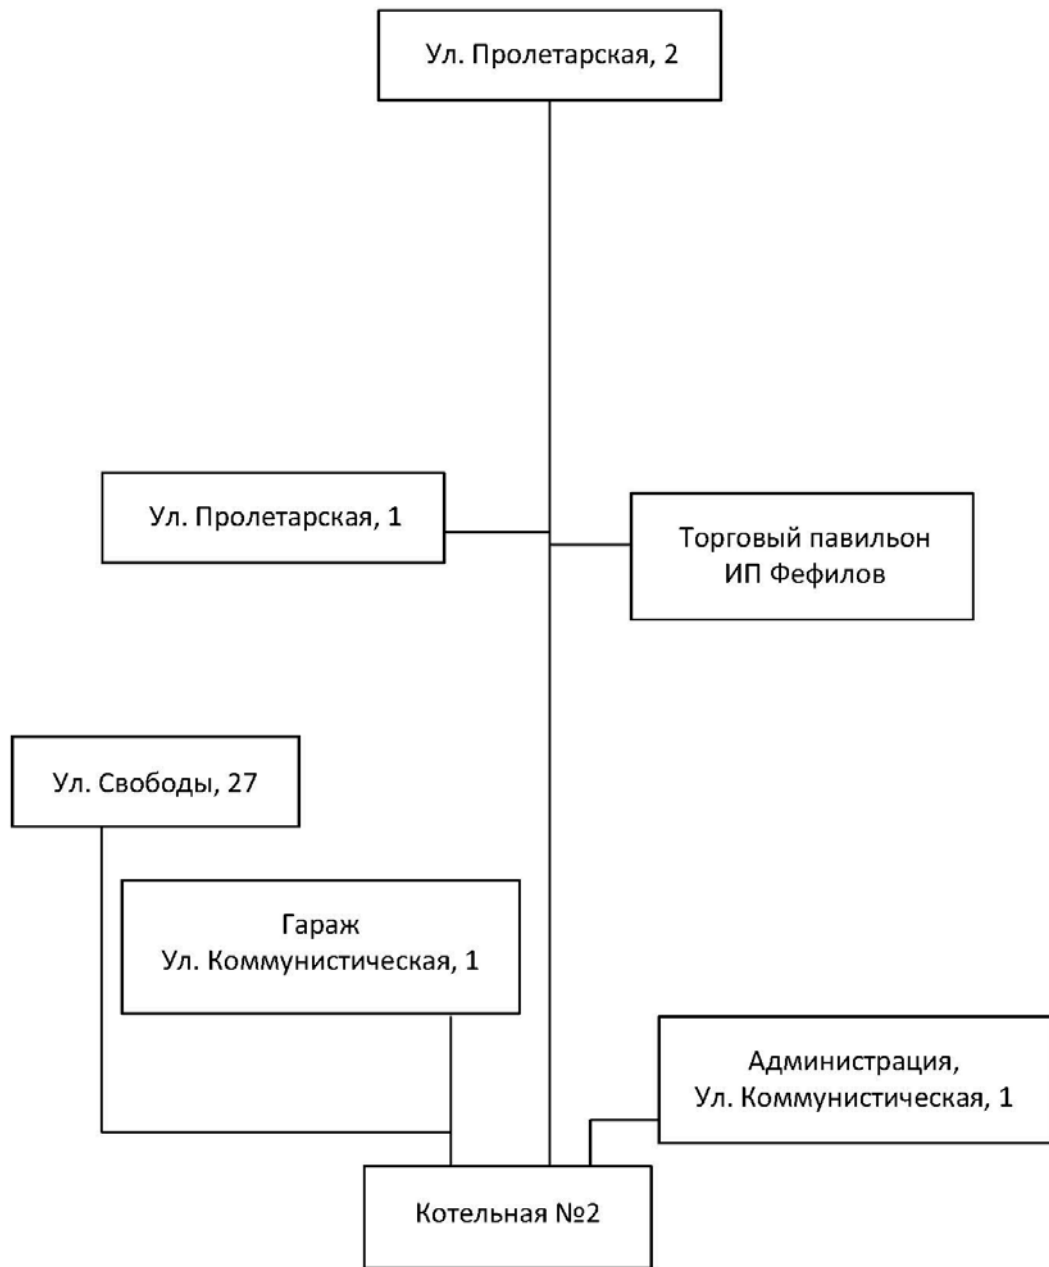 Ул. Пролетарская, 2
Ул. Пролетарская, 1
Торговый павильон
ИП Фефилов
Ул. Свободы, 27
Гараж
Ул. Коммунистическая, 1
Администрация,
Ул. Коммунистическая, 1
Котельная №2